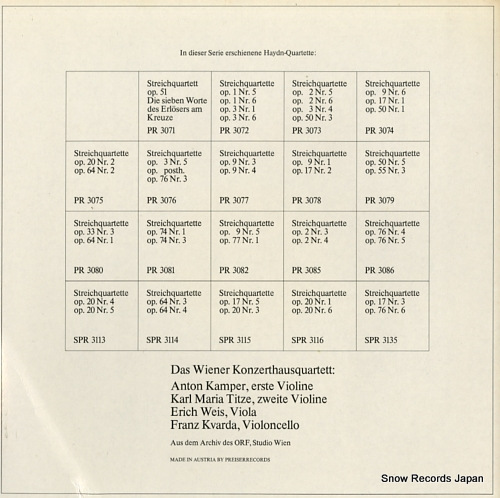 In dieser Serie erschienene Haydn-Quartette:
Streichquartett
op. 51
Die sieben Worte
des Erlösers am
Kreuze
PR 3071
Streichquartette
op. 1 Nr. 5
op. 1 Nr. 6
op. 3 Nr. 1
op. 3 Nr. 6
PR 3072
Streichquartette
op. 2 Nr. 5
op. 2 Nr. 6
op. 3 Nr. 4
op. 50 Nr. 3
PR 3073
Streichquartette
op. 9 Nr. 6
op. 17 Nr. 1
op. 50 Nr. 1
PR 3074
Streichquartette
op. 20 Nr. 2
op. 64 Nr. 2
PR 3075
Streichquartette
op. 3 Nr. 5
op. posth.
op. 76 Nr. 3
PR 3076
Streichquartette
op. 9 Nr. 3
op. 9 Nr. 4
PR 3077
Streichquartette
op. 9 Nr. 1
op. 17 Nr. 2
PR 3078
Streichquartette
op. 50 Nr. 5
op. 55 Nr. 3
PR 3079
Streichquartette
op. 33 Nr. 3
op. 64 Nr. 1
PR 3080
Streichquartette
op. 74 Nr. 1
op. 74 Nr. 3
PR 3081
Streichquartette
op. 9 Nr. 5
op. 77 Nr. 1
PR 3082
Streichquartette
op. 2 Nr. 3
op. 2 Nr. 4
PR 3085
Streichquartette
op. 76 Nr. 4
op. 76 Nr. 5
PR 3086
Streichquartette
op. 20 Nr. 4
op. 20 Nr. 5
SPR 3113
Streichquartette
op. 64 Nr. 3
op. 64 Nr. 4
SPR 3114
Streichquartette
op. 17 Nr. 5
op. 20 Nr. 3
SPR 3115
Streichquartette
op. 20 Nr. 1
op. 20 Nr. 6
SPR 3116
Streichquartette
op. 17 Nr. 3
op. 76 Nr. 6
SPR 3135
Das Wiener Konzerthausquartett:
Anton Kamper, erste Violine
Karl Maria Titze, zweite Violine
Erich Weis, Viola
Franz Kvarda, Violoncello
Aus dem Archiv des ORF, Studio Wien
MADE IN AUSTRIA BY PREISERRECORDS
Snow Records Japan